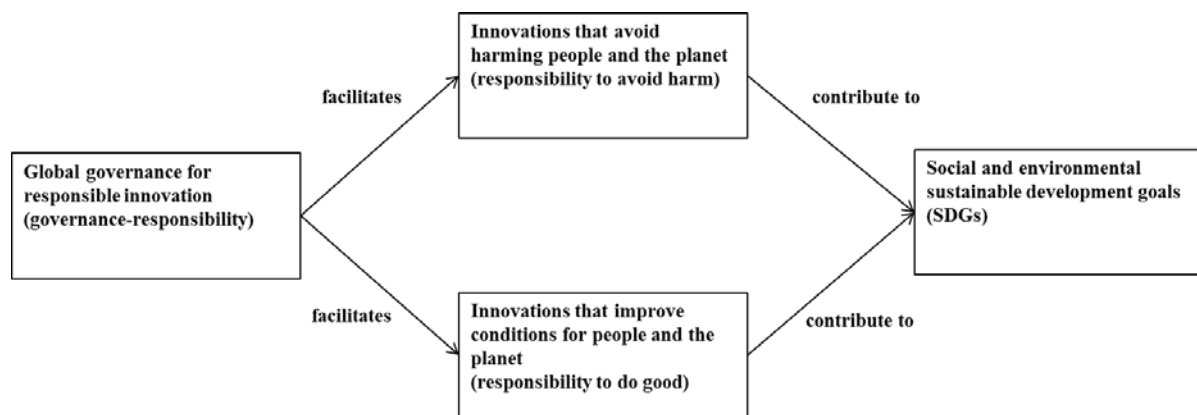 Innovations that avoid
harming people and the planet
(responsibility to avoid harm)
facilitates
contribute to
Global governance for
responsible innovation
(governance-responsibility)
Social and environmental
sustainable development goals
(SDGs)
facilitates
contribute to
Innovations that improve
conditions for people and the
planet
(responsibility to do good)